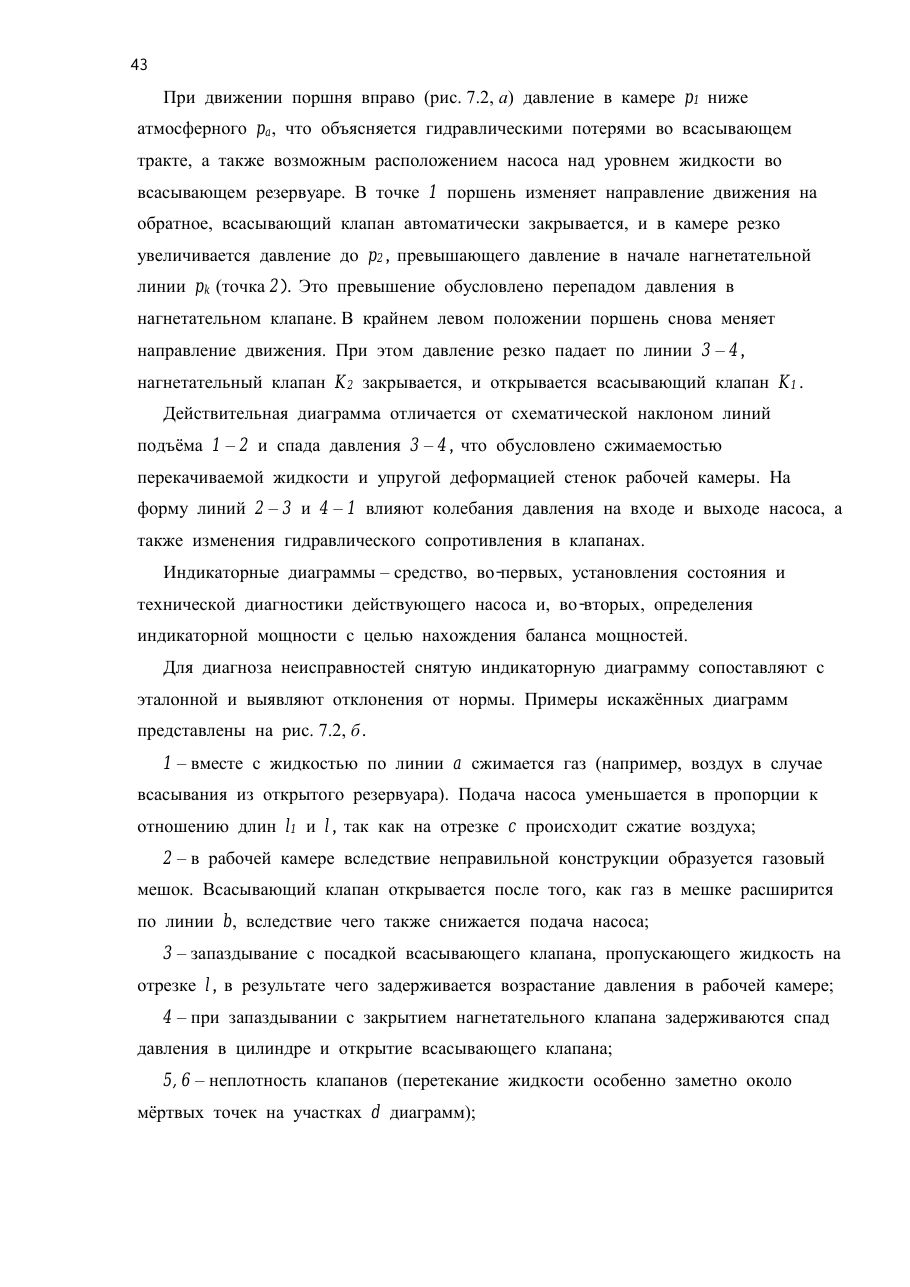 43
При движении поршня вправо (рис. 7.2, а) давление в камере p1 ниже
атмосферного pa, что объясняется гидравлическими потерями во всасывающем
тракте, а также возможным расположением насоса над уровнем жидкости во
всасывающем резервуаре. В точке 1 поршень изменяет направление движения на
обратное, всасывающий клапан автоматически закрывается, и в камере резко
увеличивается давление до p2, превышающего давление в начале нагнетательной
линии pk (точка 2). Это превышение обусловлено перепадом давления в
нагнетательном клапане. В крайнем левом положении поршень снова меняет
направление движения. При этом давление резко падает по линии 3 – 4,
нагнетательный клапан K2 закрывается, и открывается всасывающий клапан K1.
Действительная диаграмма отличается от схематической наклоном линий
подъёма 1 – 2 и спада давления 3 – 4, что обусловлено сжимаемостью
перекачиваемой жидкости и упругой деформацией стенок рабочей камеры. На
форму линий 2 – 3 и 4 – 1 влияют колебания давления на входе и выходе насоса, а
также изменения гидравлического сопротивления в клапанах.
Индикаторные диаграммы – средство, во-первых, установления состояния и
технической диагностики действующего насоса и, во-вторых, определения
индикаторной мощности с целью нахождения баланса мощностей.
Для диагноза неисправностей снятую индикаторную диаграмму сопоставляют с
эталонной и выявляют отклонения от нормы. Примеры искажённых диаграмм
представлены на рис. 7.2, б.
1 – вместе с жидкостью по линии a сжимается газ (например, воздух в случае
всасывания из открытого резервуара). Подача насоса уменьшается в пропорции к
отношению длин l1 и l, так как на отрезке c происходит сжатие воздуха;
2 – в рабочей камере вследствие неправильной конструкции образуется газовый
мешок. Всасывающий клапан открывается после того, как газ в мешке расширится
по линии b, вследствие чего также снижается подача насоса;
3 – запаздывание с посадкой всасывающего клапана, пропускающего жидкость на
отрезке l, в результате чего задерживается возрастание давления в рабочей камере;
4 – при запаздывании с закрытием нагнетательного клапана задерживаются спад
давления в цилиндре и открытие всасывающего клапана;
5, 6 – неплотность клапанов (перетекание жидкости особенно заметно около
мёртвых точек на участках d диаграмм);